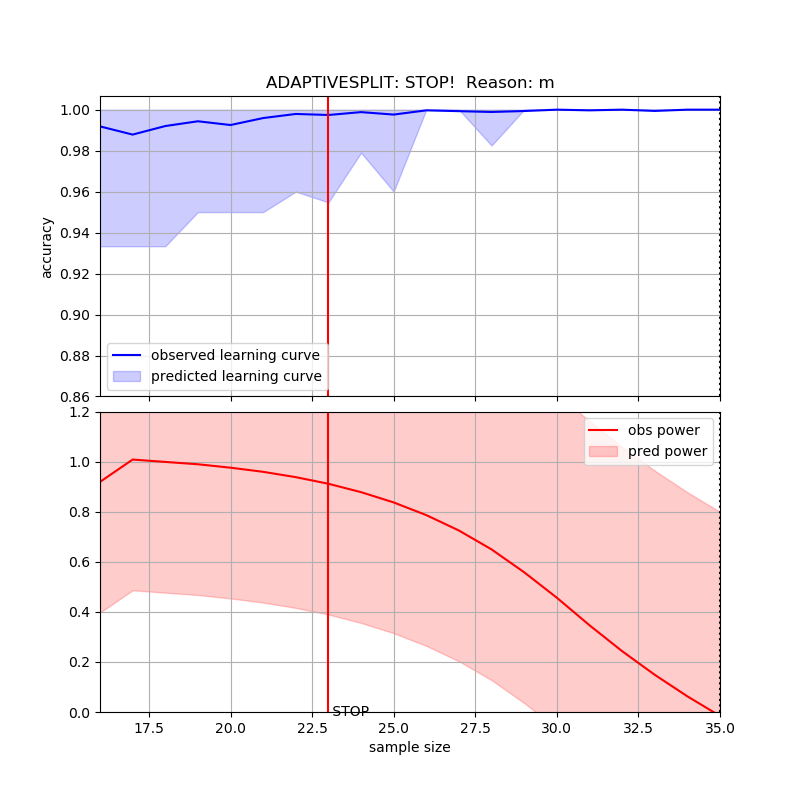 ADAPTIVESPLIT: STOP!  Reason: m
1.00
0.98
0.96
0.94
0.92
0.90
0.88
0.86
accuracy
observed learning curve
predicted learning curve
1.2
1.0
0.8
0.6
0.4
0.2
0.0
obs power
pred power
STOP
17.5 20.0 22.5 25.0 27.5 30.0 32.5 35.0
sample size